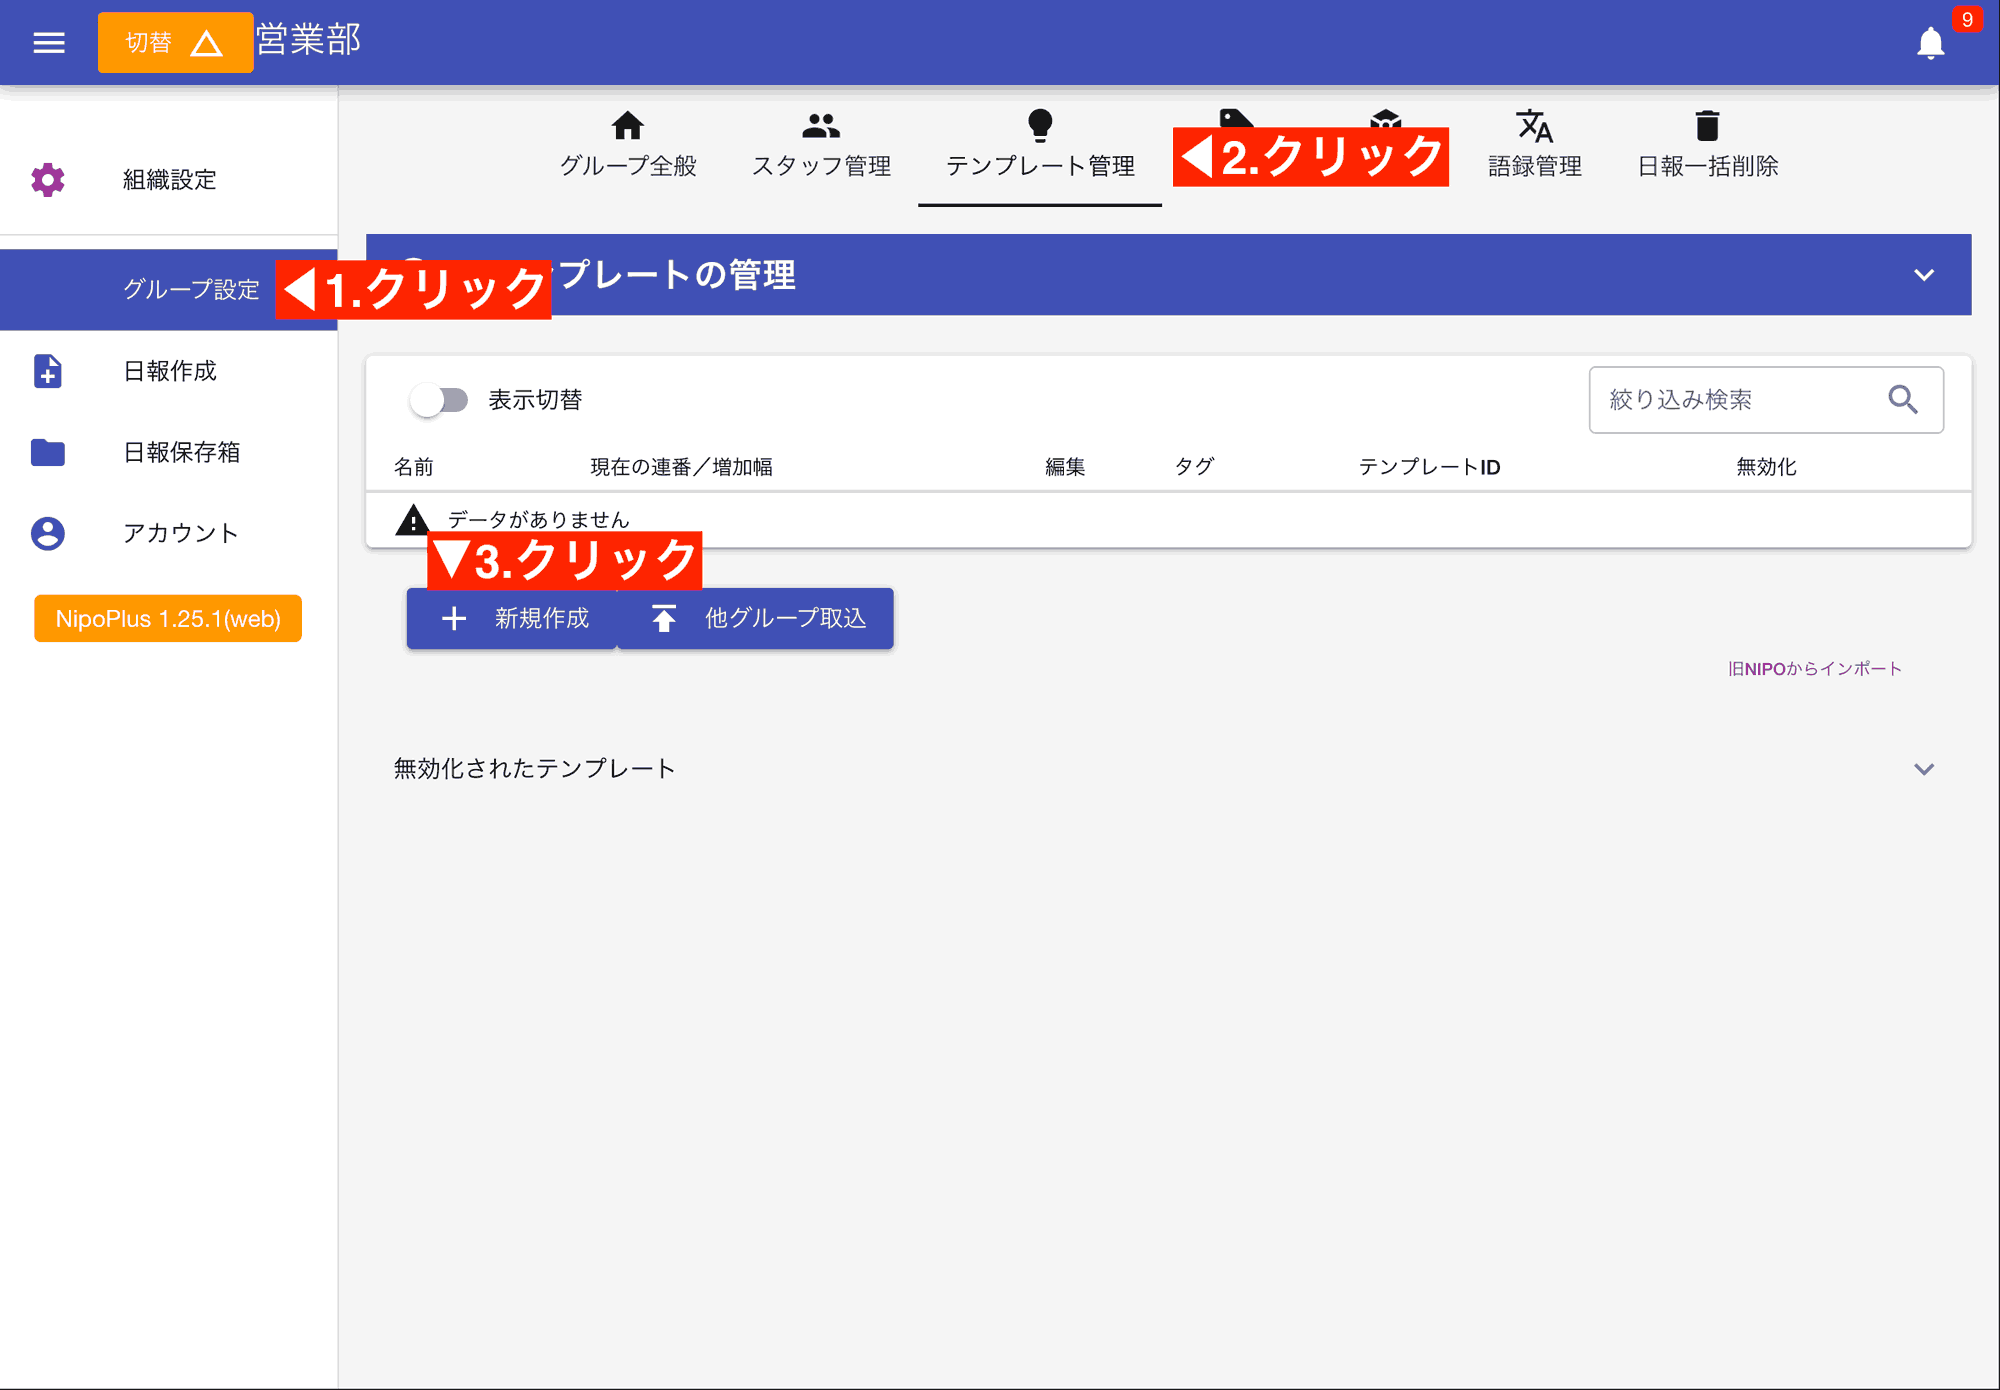 切替 営業部
9
グループ全般
スタッフ管理
テンプレート管理
◀2.クリック
語録管理
日報一括削除
組織設定
グループ設定
◀1.クリック
プレートの管理
日報作成
日報保存箱
アカウント
NipoPlus 1.25.1(web)
表示切替
絞り込み検索
名前 現在の連番／増加幅 編集 タグ テンプレートID 無効化
データがありません
▼3.クリック
新規作成
他グループ取込
旧NIPOからインポート
無効化されたテンプレート